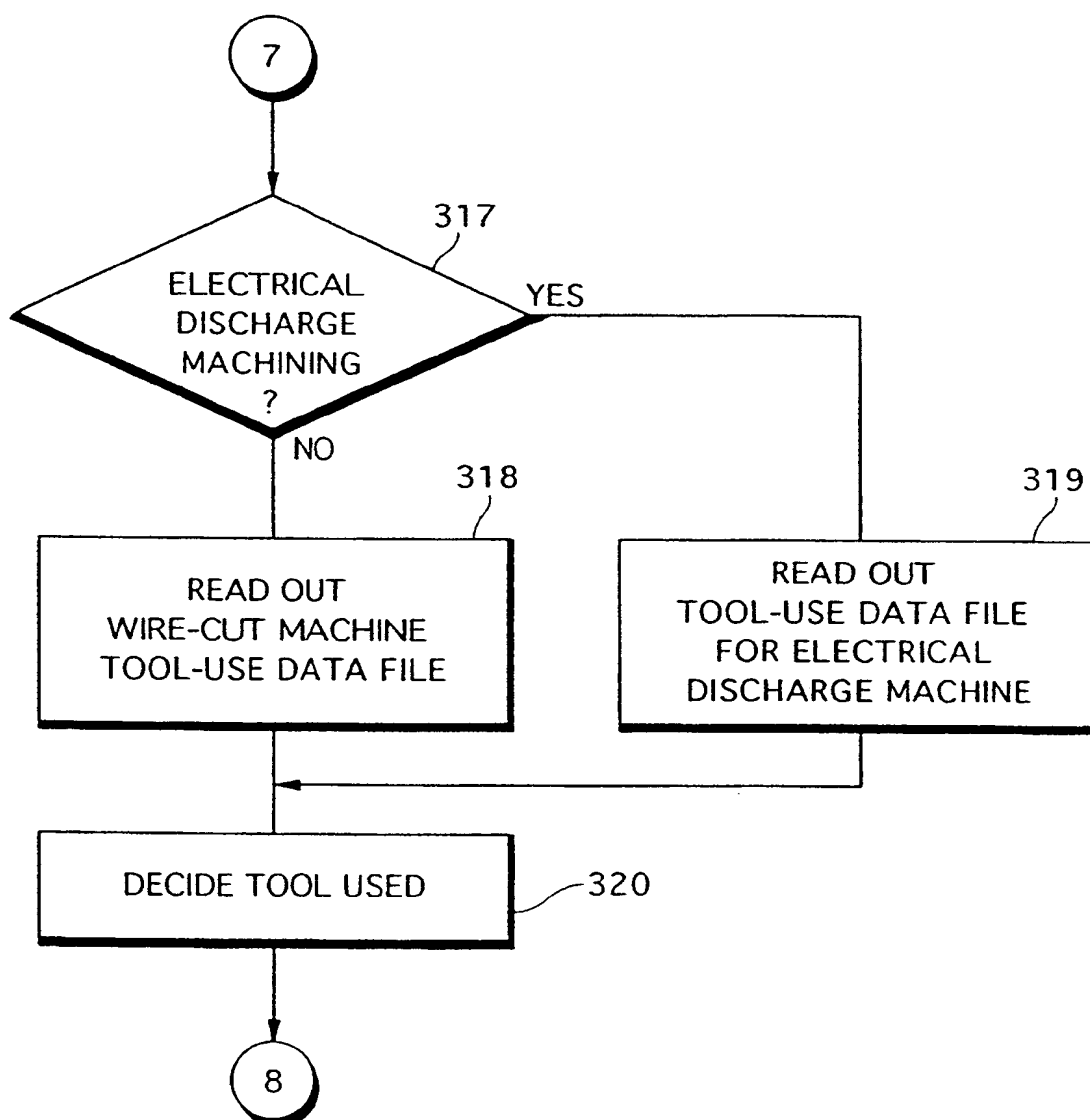 7
317
ELECTRICAL
DISCHARGE
MACHINING
?
YES
NO
318
READ OUT
WIRE-CUT MACHINE
TOOL-USE DATA FILE
319
READ OUT
TOOL-USE DATA FILE
FOR ELECTRICAL
DISCHARGE MACHINE
DECIDE TOOL USED
320
8